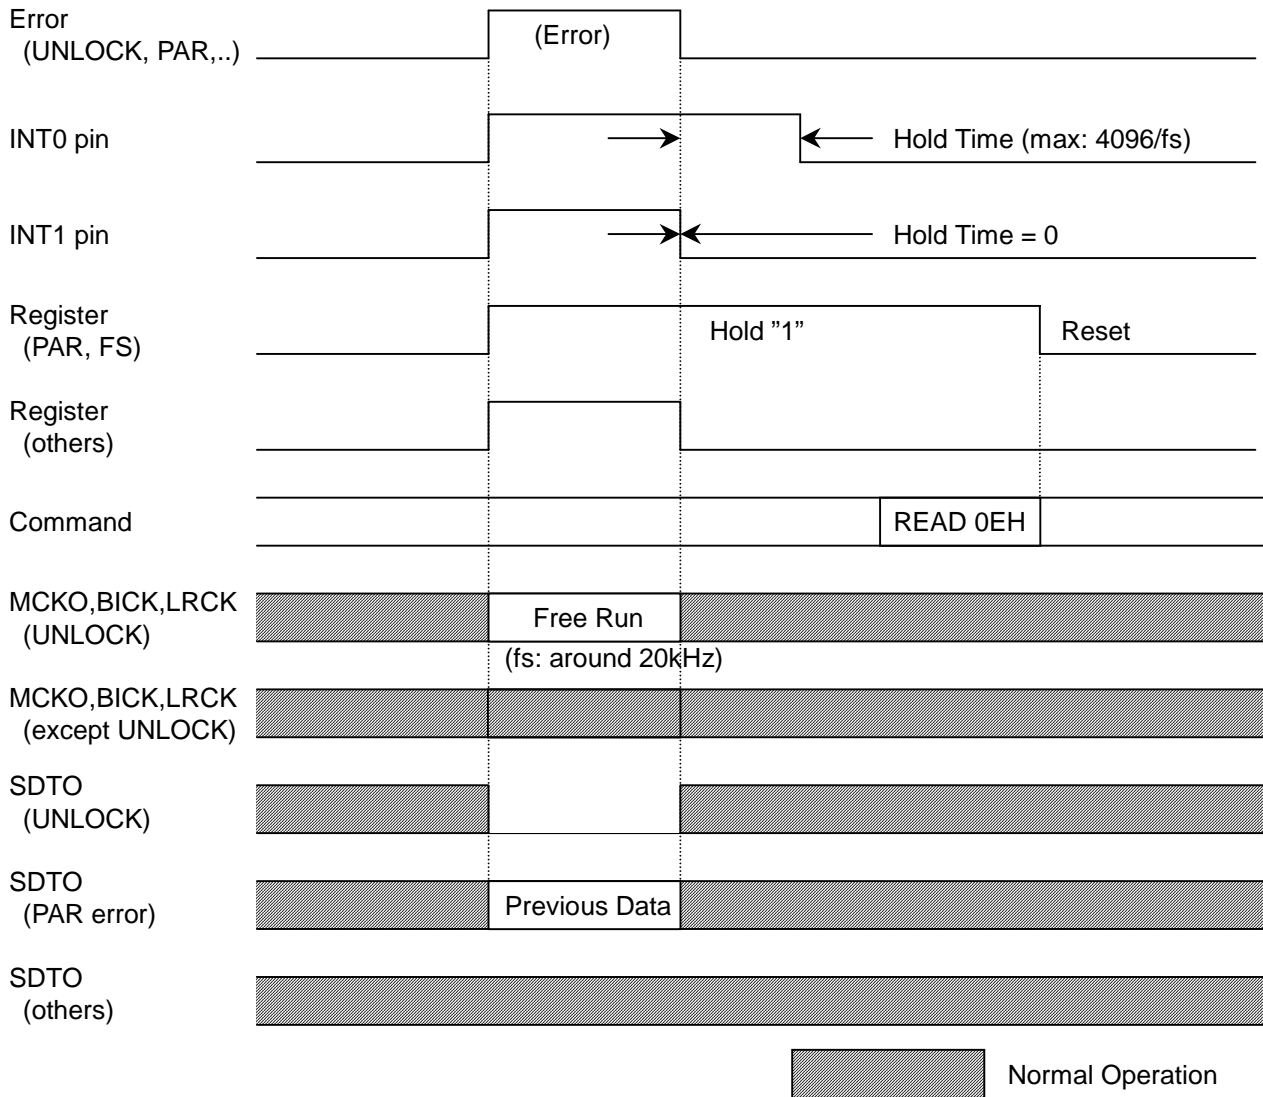 Error
(UNLOCK, PAR,..)
(Error)
INT0 pin
Hold Time (max: 4096/fs)
INT1 pin
Hold Time = 0
Register
(PAR, FS)
Hold ”1”
Reset
Register
(others)
Command
READ 0EH
MCKO,BICK,LRCK
(UNLOCK)
Free Run
(fs: around 20kHz)
MCKO,BICK,LRCK
(except UNLOCK)
SDTO
(UNLOCK)
SDTO
(PAR error)
Previous Data
SDTO
(others)
Normal Operation